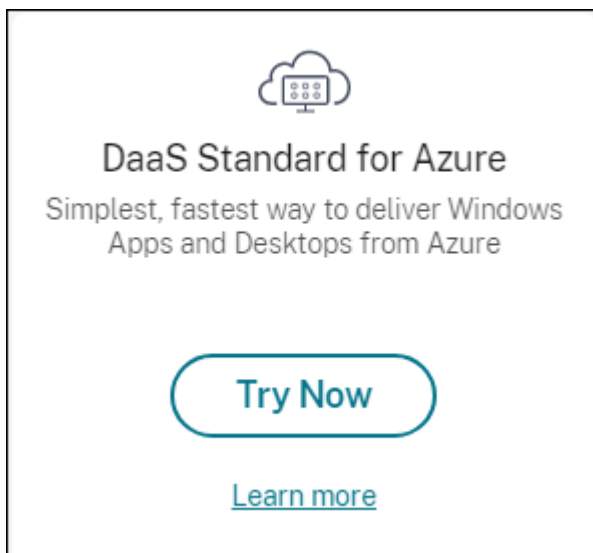 DaaS Standard for Azure
Simplest, fastest way to deliver Windows
Apps and Desktops from Azure
Try Now
Learn more